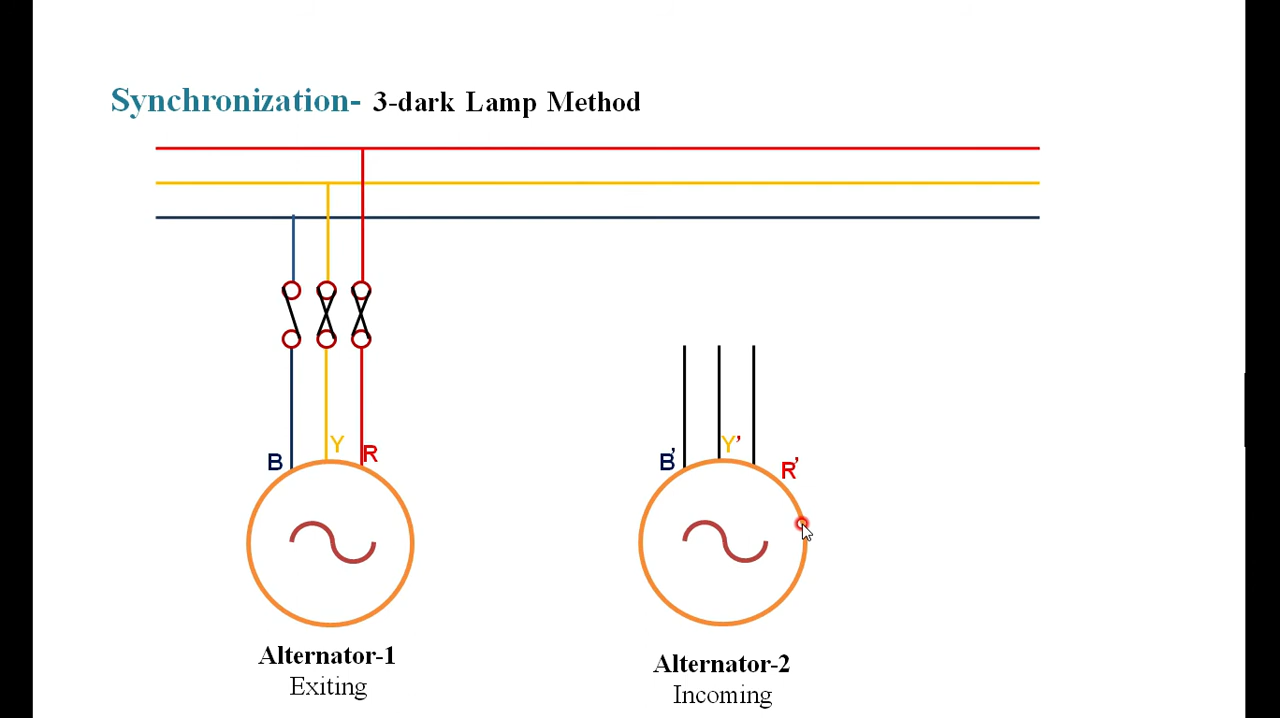 Synchronization- 3-dark Lamp Method
B Y R
B' Y' R'
Alternator-1
Exiting
Alternator-2
Incoming